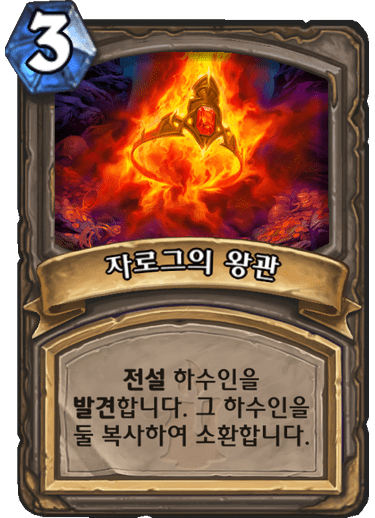 3
자로그의 왕관
전설 하수인을
발견합니다. 그 하수인을
둘 복사하여 소환합니다.